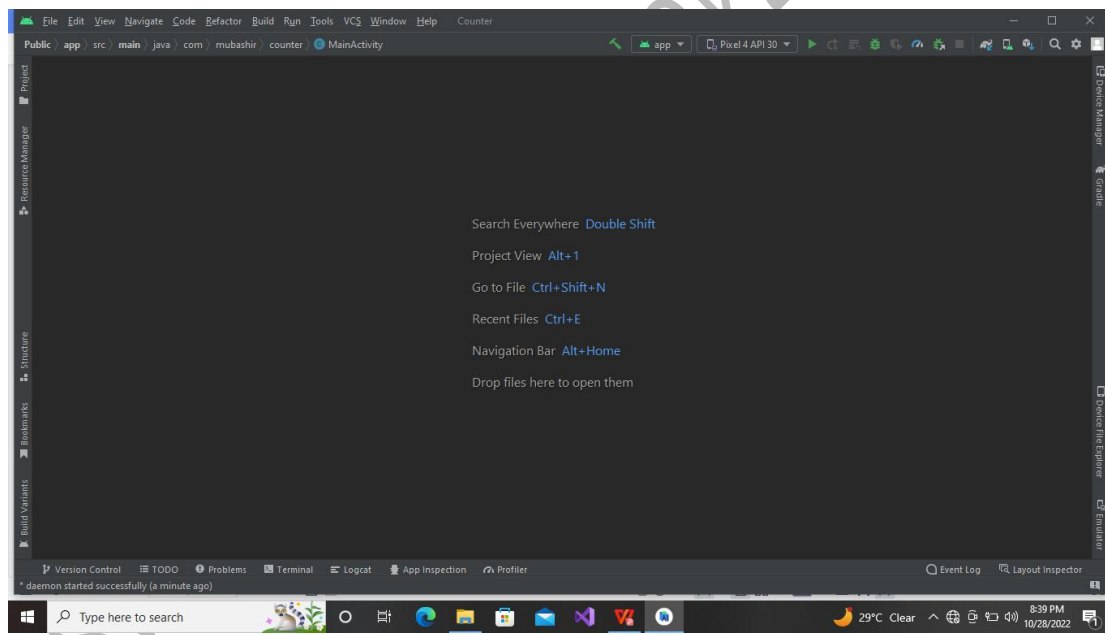 File Edit View Navigate Code Refactor Build Run Tools VCS Window Help Counter
Public app src main java com mubashir counter MainActivity app Pixel 4 API 30
Project
Resource Manager
Structure
Bookmarks
Build Variants
Search Everywhere Double Shift
Project View Alt+1
Go to File Ctrl+Shift+N
Recent Files Ctrl+E
Navigation Bar Alt+Home
Drop files here to open them
Device Manager
Gradle
Device File Explorer
Emulator
Version Control TODO Problems Terminal Logcat App Inspection Profiler Event Log Layout Inspector
* daemon started successfully (a minute ago)
Type here to search 29°C Clear 8:39 PM
10/28/2022 1